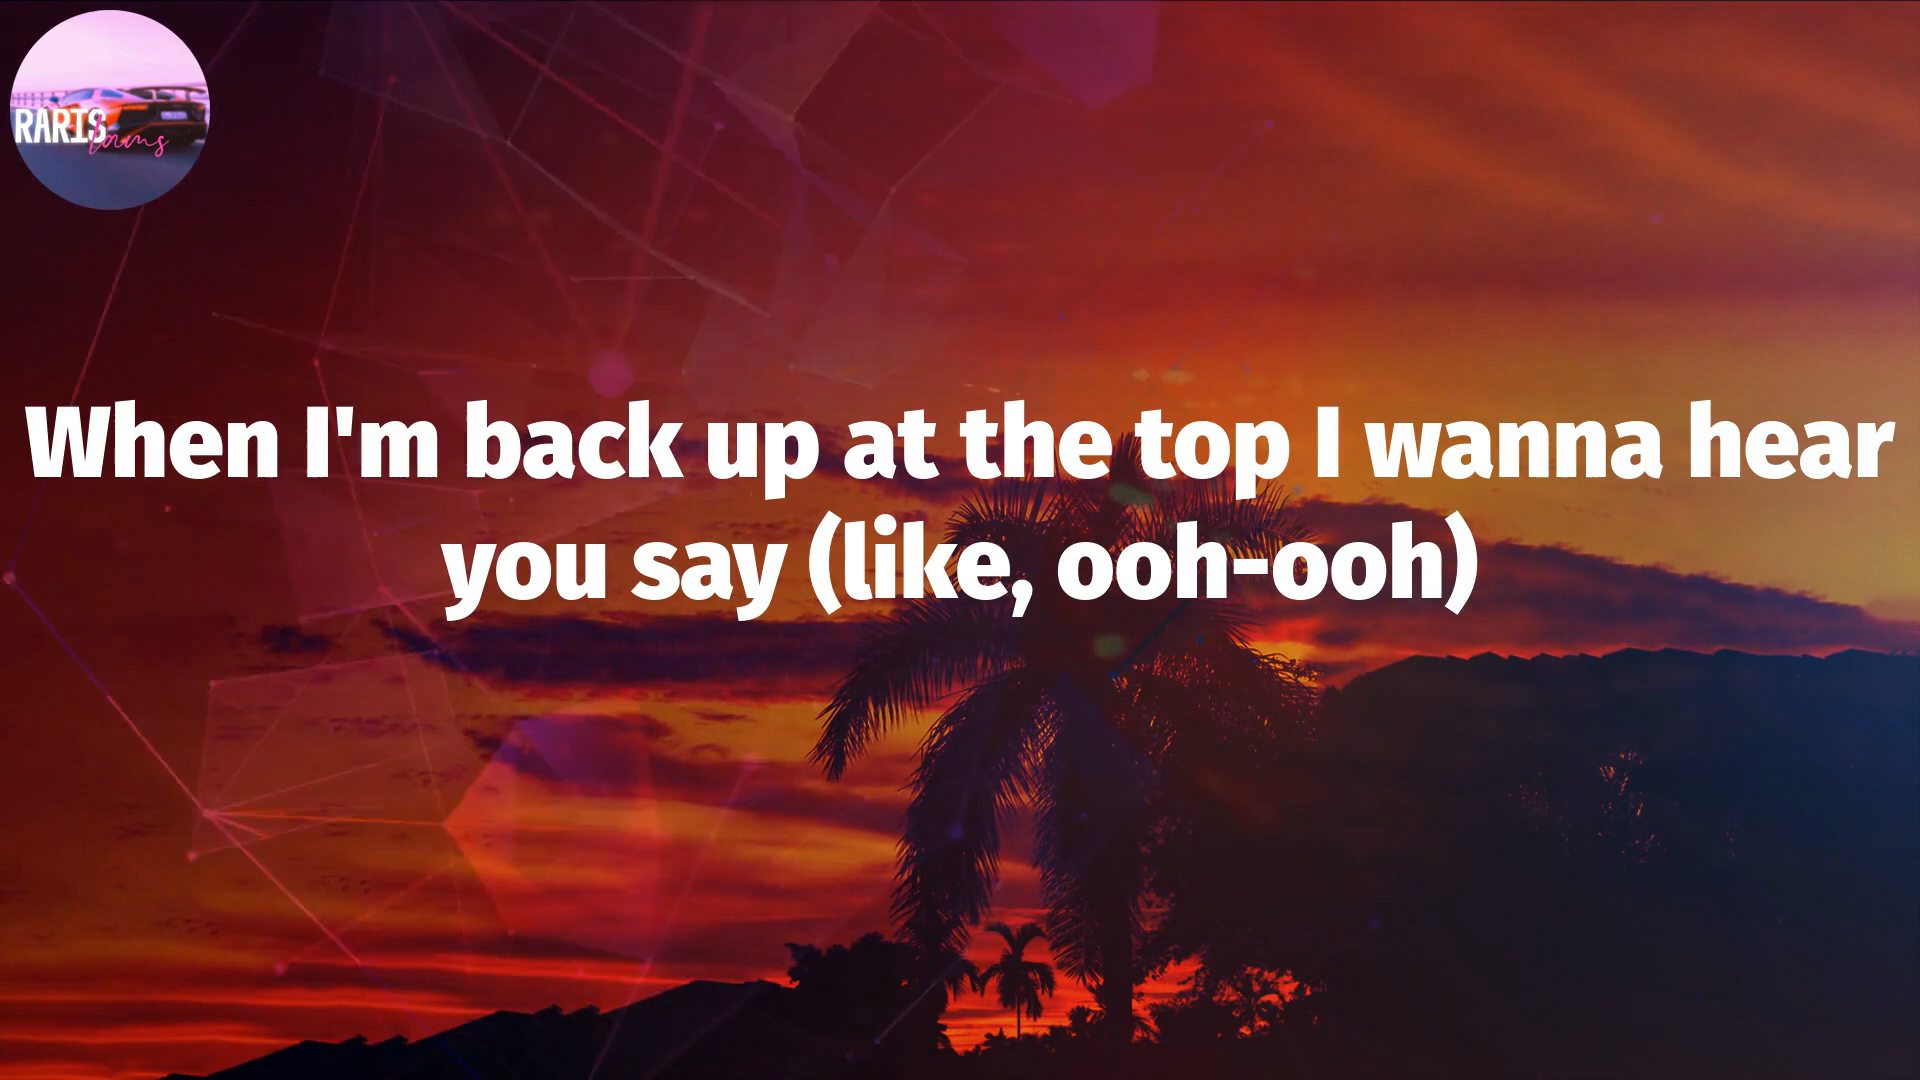 RARIS
When I'm back up at the top I wanna hear
you say (like, ooh-ooh)